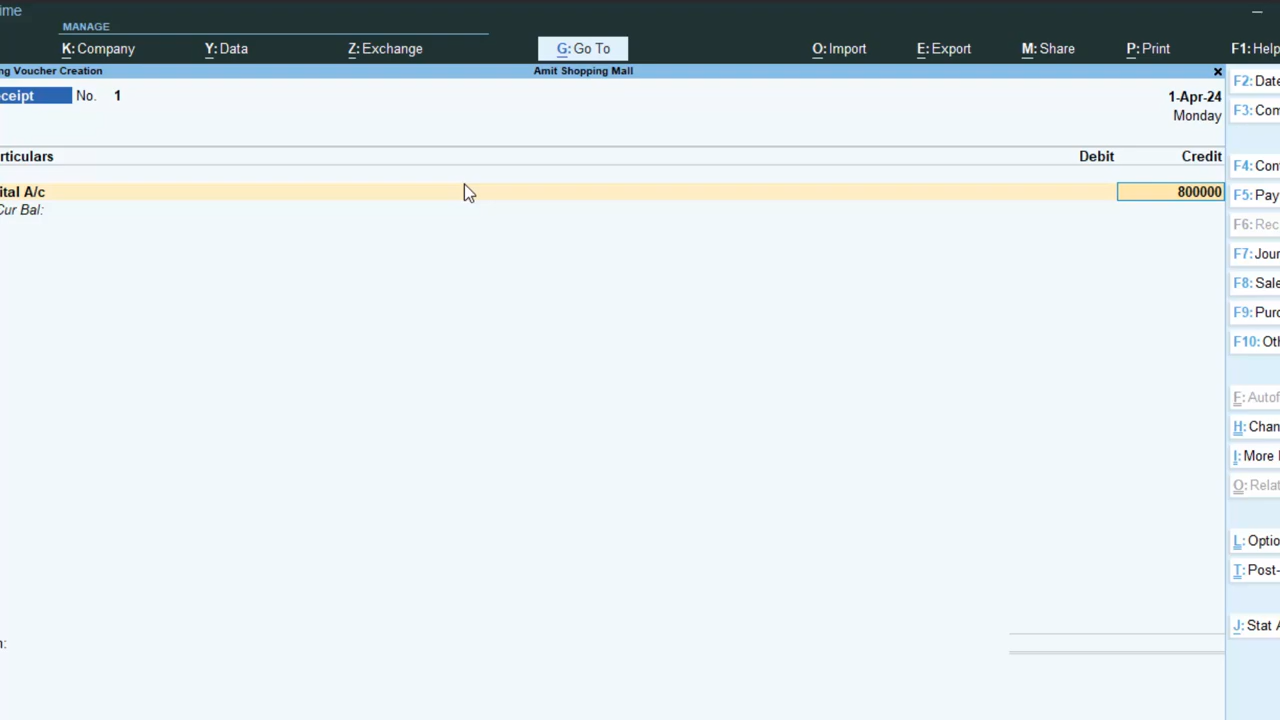 ime
MANAGE
K: Company Y: Data Z: Exchange G: Go To O: Import E: Export M: Share P: Print F1: Help
ng Voucher Creation Amit Shopping Mall
ceipt No. 1 1-Apr-24
Monday
rticulars Debit Credit
ital A/c 800000
Cur Bal:
F2: Date
F3: Com
F4: Con
F5: Pay
F6: Rec
F7: Jour
F8: Sale
F9: Purc
F10: Oth
F: Autof
H: Chan
I: More
O: Relat
L: Optio
T: Post-
J: Stat A
n: